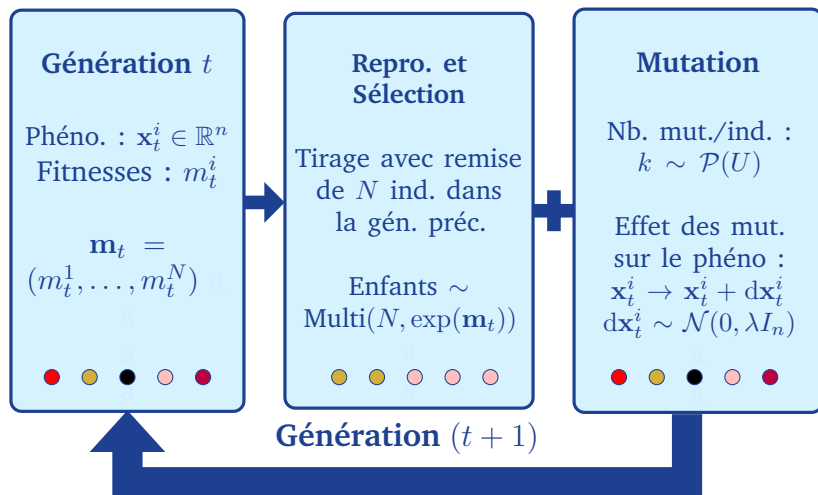 Génération t
Phéno. : x_t^i ∈ ℝ^n
Fitnesses : m_t^i
m_t =
(m_t^1, …, m_t^N)
Repro. et
Sélection
Tirage avec remise
de N ind. dans
la gén. préc.
Enfants ∼
Multi(N, exp(m_t))
Mutation
Nb. mut./ind. :
k ∼ 𝒫(U)
Effet des mut.
sur le phéno :
x_t^i → x_t^i + dx_t^i
dx_t^i ∼ 𝒩(0, λI_n)
Génération (t + 1)